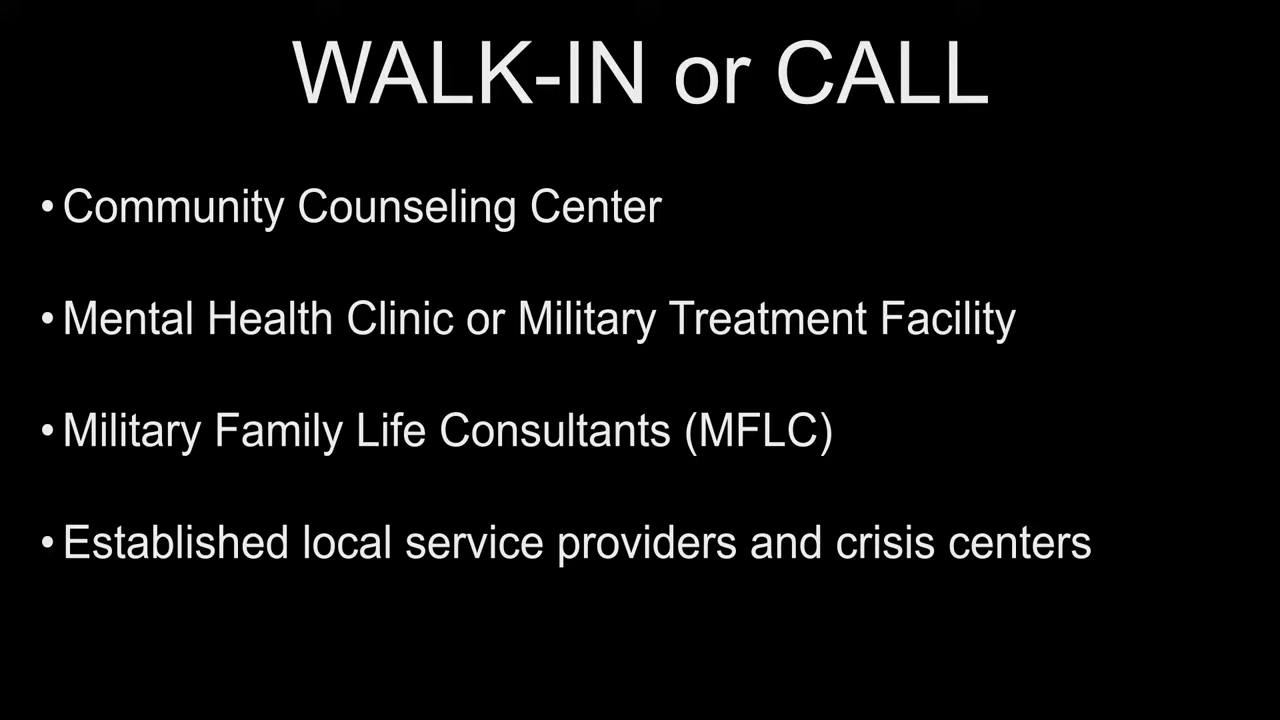 WALK-IN or CALL
• Community Counseling Center
• Mental Health Clinic or Military Treatment Facility
• Military Family Life Consultants (MFLC)
• Established local service providers and crisis centers